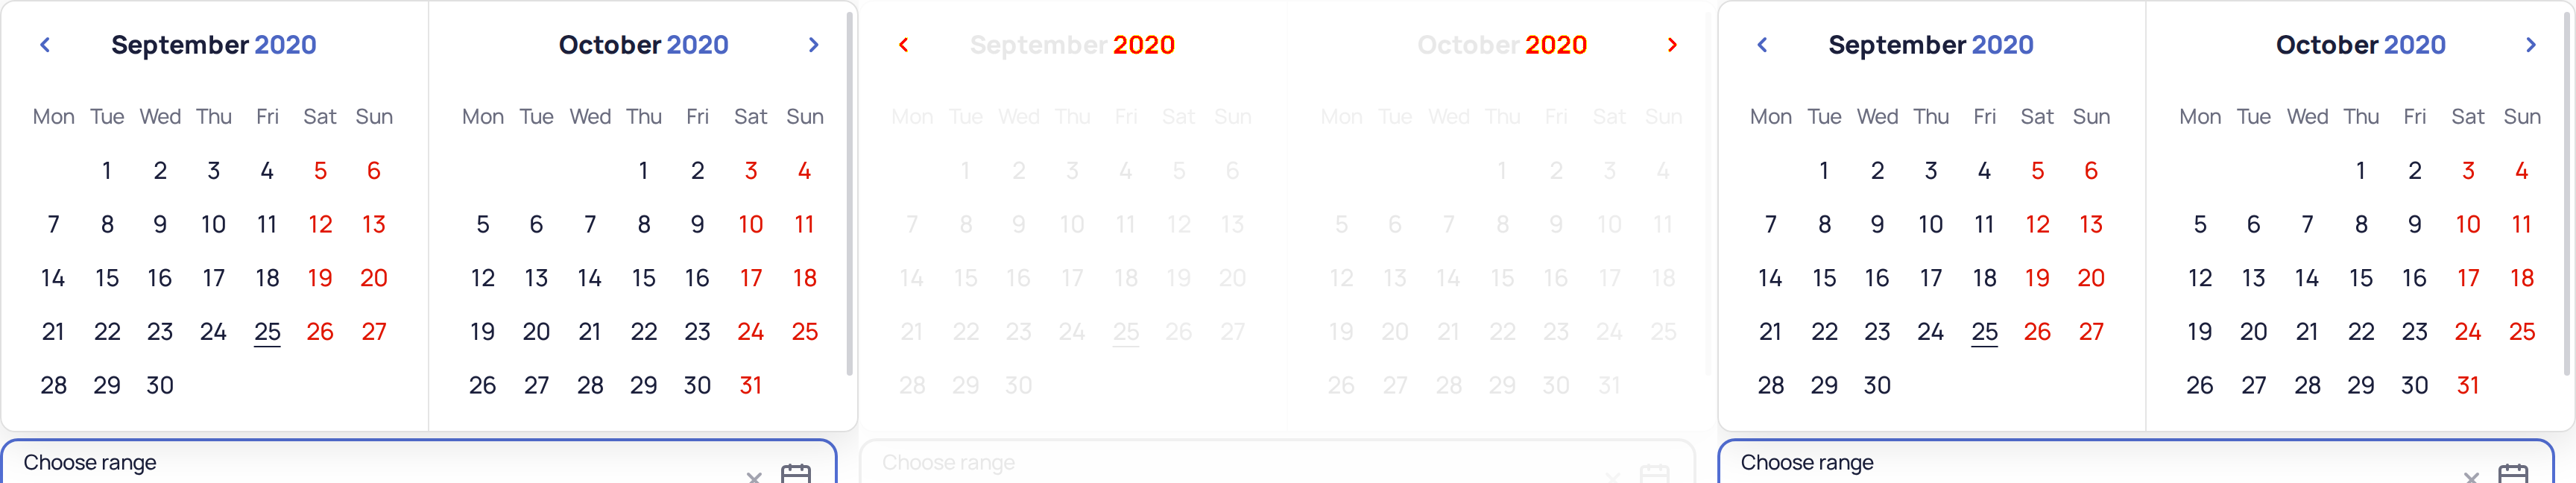 September 2020 October 2020 September 2020 October 2020 September 2020 October 2020
Mon Tue Wed Thu Fri Sat Sun Mon Tue Wed Thu Fri Sat Sun Mon Tue Wed Thu Fri Sat Sun Mon Tue Wed Thu Fri Sat Sun Mon Tue Wed Thu Fri Sat Sun Mon Tue Wed Thu Fri Sat Sun
1 2 3 4 5 6 1 2 3 4 1 2 3 4 5 6 1 2 3 4 1 2 3 4 5 6 1 2 3 4
7 8 9 10 11 12 13 5 6 7 8 9 10 11 7 8 9 10 11 12 13 5 6 7 8 9 10 11 7 8 9 10 11 12 13 5 6 7 8 9 10 11
14 15 16 17 18 19 20 12 13 14 15 16 17 18 14 15 16 17 18 19 20 12 13 14 15 16 17 18 14 15 16 17 18 19 20 12 13 14 15 16 17 18
21 22 23 24 25 26 27 19 20 21 22 23 24 25 21 22 23 24 25 26 27 19 20 21 22 23 24 25 21 22 23 24 25 26 27 19 20 21 22 23 24 25
28 29 30 26 27 28 29 30 31 28 29 30 26 27 28 29 30 31 28 29 30 26 27 28 29 30 31
Choose range Choose range Choose range